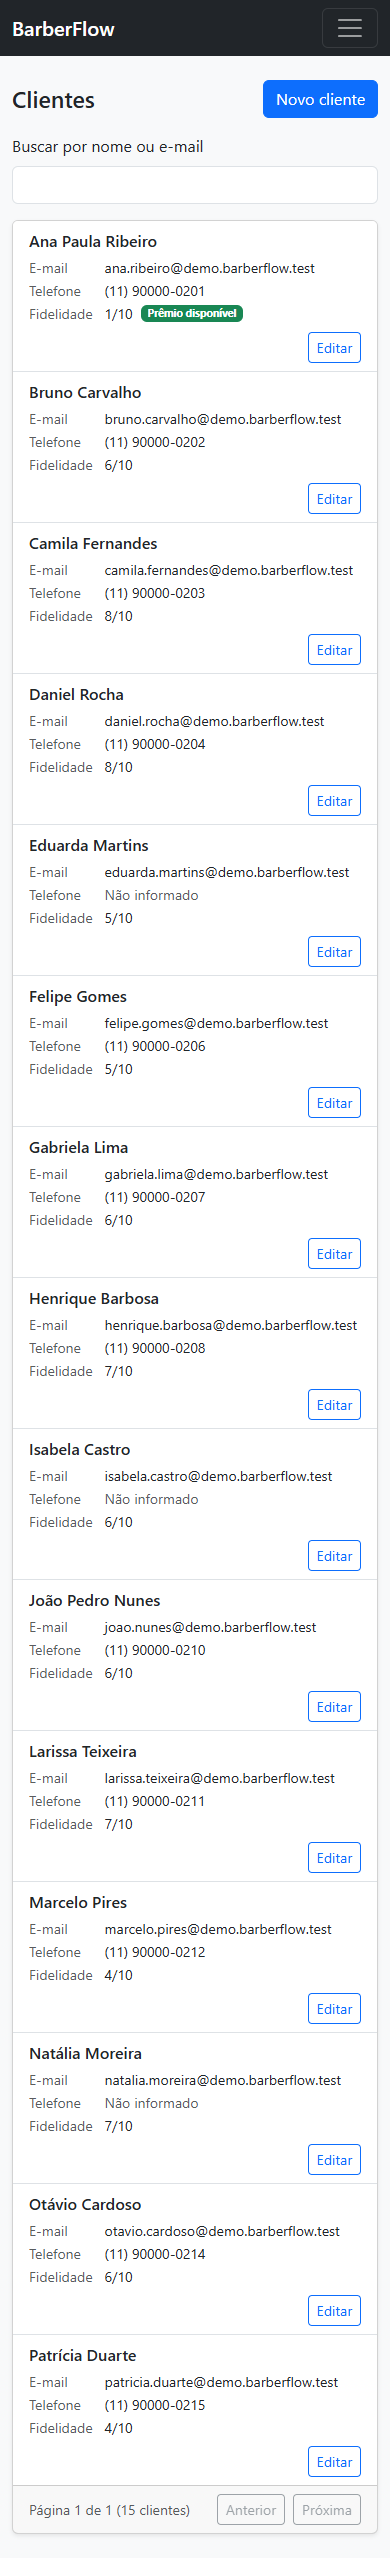 BarberFlow
Clientes
Novo cliente
Buscar por nome ou e-mail
Ana Paula Ribeiro
E-mail ana.ribeiro@demo.barberflow.test
Telefone (11) 90000-0201
Fidelidade 1/10 Prêmio disponível
Editar
Bruno Carvalho
E-mail bruno.carvalho@demo.barberflow.test
Telefone (11) 90000-0202
Fidelidade 6/10
Editar
Camila Fernandes
E-mail camila.fernandes@demo.barberflow.test
Telefone (11) 90000-0203
Fidelidade 8/10
Editar
Daniel Rocha
E-mail daniel.rocha@demo.barberflow.test
Telefone (11) 90000-0204
Fidelidade 8/10
Editar
Eduarda Martins
E-mail eduarda.martins@demo.barberflow.test
Telefone Não informado
Fidelidade 5/10
Editar
Felipe Gomes
E-mail felipe.gomes@demo.barberflow.test
Telefone (11) 90000-0206
Fidelidade 5/10
Editar
Gabriela Lima
E-mail gabriela.lima@demo.barberflow.test
Telefone (11) 90000-0207
Fidelidade 6/10
Editar
Henrique Barbosa
E-mail henrique.barbosa@demo.barberflow.test
Telefone (11) 90000-0208
Fidelidade 7/10
Editar
Isabela Castro
E-mail isabela.castro@demo.barberflow.test
Telefone Não informado
Fidelidade 6/10
Editar
João Pedro Nunes
E-mail joao.nunes@demo.barberflow.test
Telefone (11) 90000-0210
Fidelidade 6/10
Editar
Larissa Teixeira
E-mail larissa.teixeira@demo.barberflow.test
Telefone (11) 90000-0211
Fidelidade 7/10
Editar
Marcelo Pires
E-mail marcelo.pires@demo.barberflow.test
Telefone (11) 90000-0212
Fidelidade 4/10
Editar
Natália Moreira
E-mail natalia.moreira@demo.barberflow.test
Telefone Não informado
Fidelidade 7/10
Editar
Otávio Cardoso
E-mail otavio.cardoso@demo.barberflow.test
Telefone (11) 90000-0214
Fidelidade 6/10
Editar
Patrícia Duarte
E-mail patricia.duarte@demo.barberflow.test
Telefone (11) 90000-0215
Fidelidade 4/10
Editar
Página 1 de 1 (15 clientes) Anterior Próxima